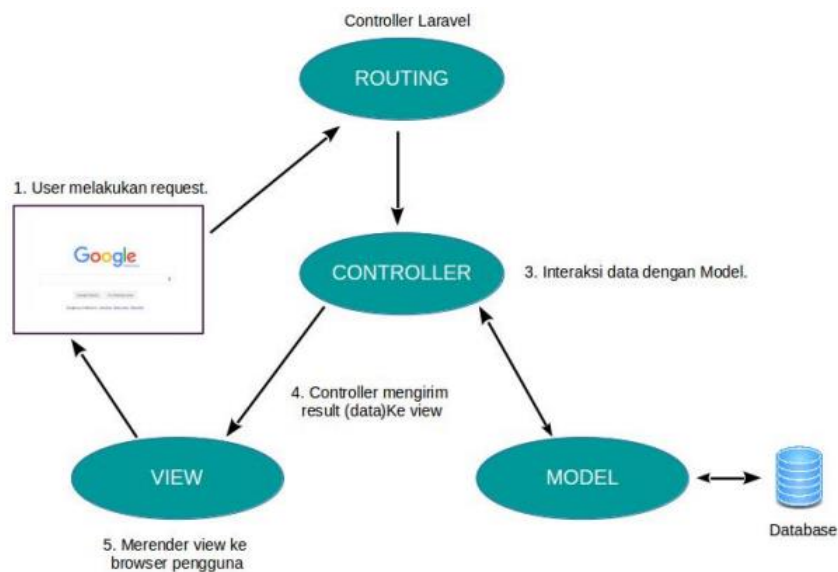 Controller Laravel
ROUTING
1. User melakukan request.
Google
CONTROLLER
3. Interaksi data dengan Model.
4. Controller mengirim
result (data)Ke view
VIEW
MODEL
Database
5. Merender view ke
browser pengguna